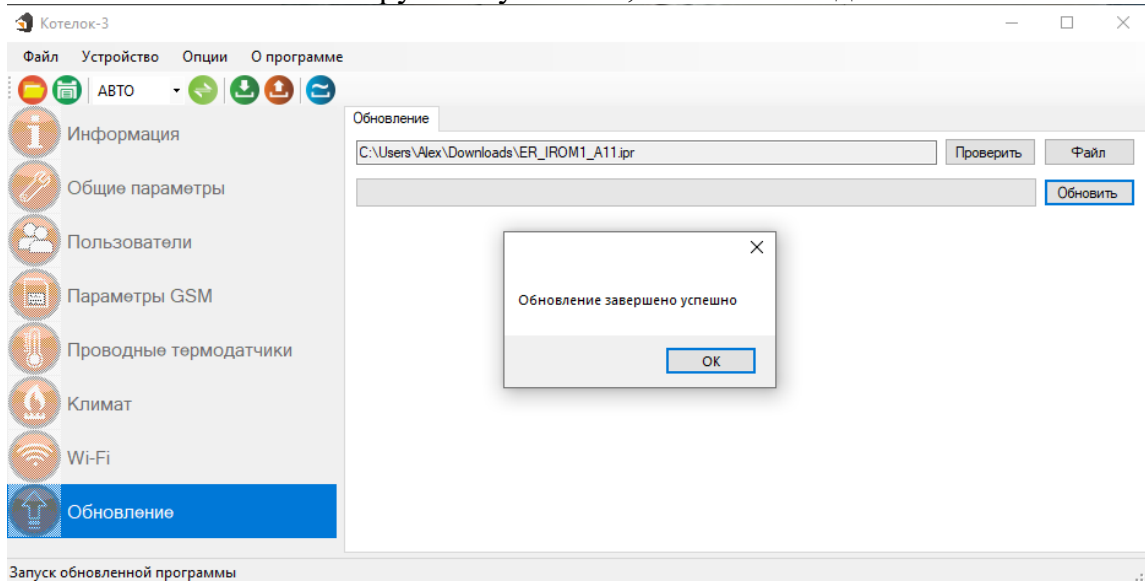 Котелок-3
Файл Устройство Опции О программе
АВТО
Информация
Общие параметры
Пользователи
Параметры GSM
Проводные термодатчики
Климат
Wi-Fi
Обновление
Обновление
C:\Users\Alex\Downloads\ER_IROM1_A11.ipr
Проверить
Файл
Обновить
Обновление завершено успешно
ОК
Запуск обновленной программы